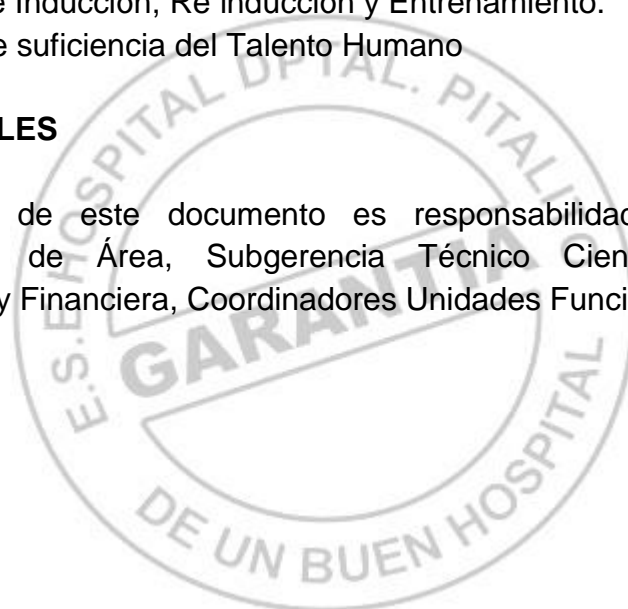 e Inducción, Re inducción y Entrenamiento.
e suficiencia del Talento Humano
LES
de este documento es responsabilidad
de Área, Subgerencia Técnico Cien
y Financiera, Coordinadores Unidades Funci
E.S.E HOSPITAL DPTAL. PITALI
GARANTIA
DE UN BUEN HOSPITAL